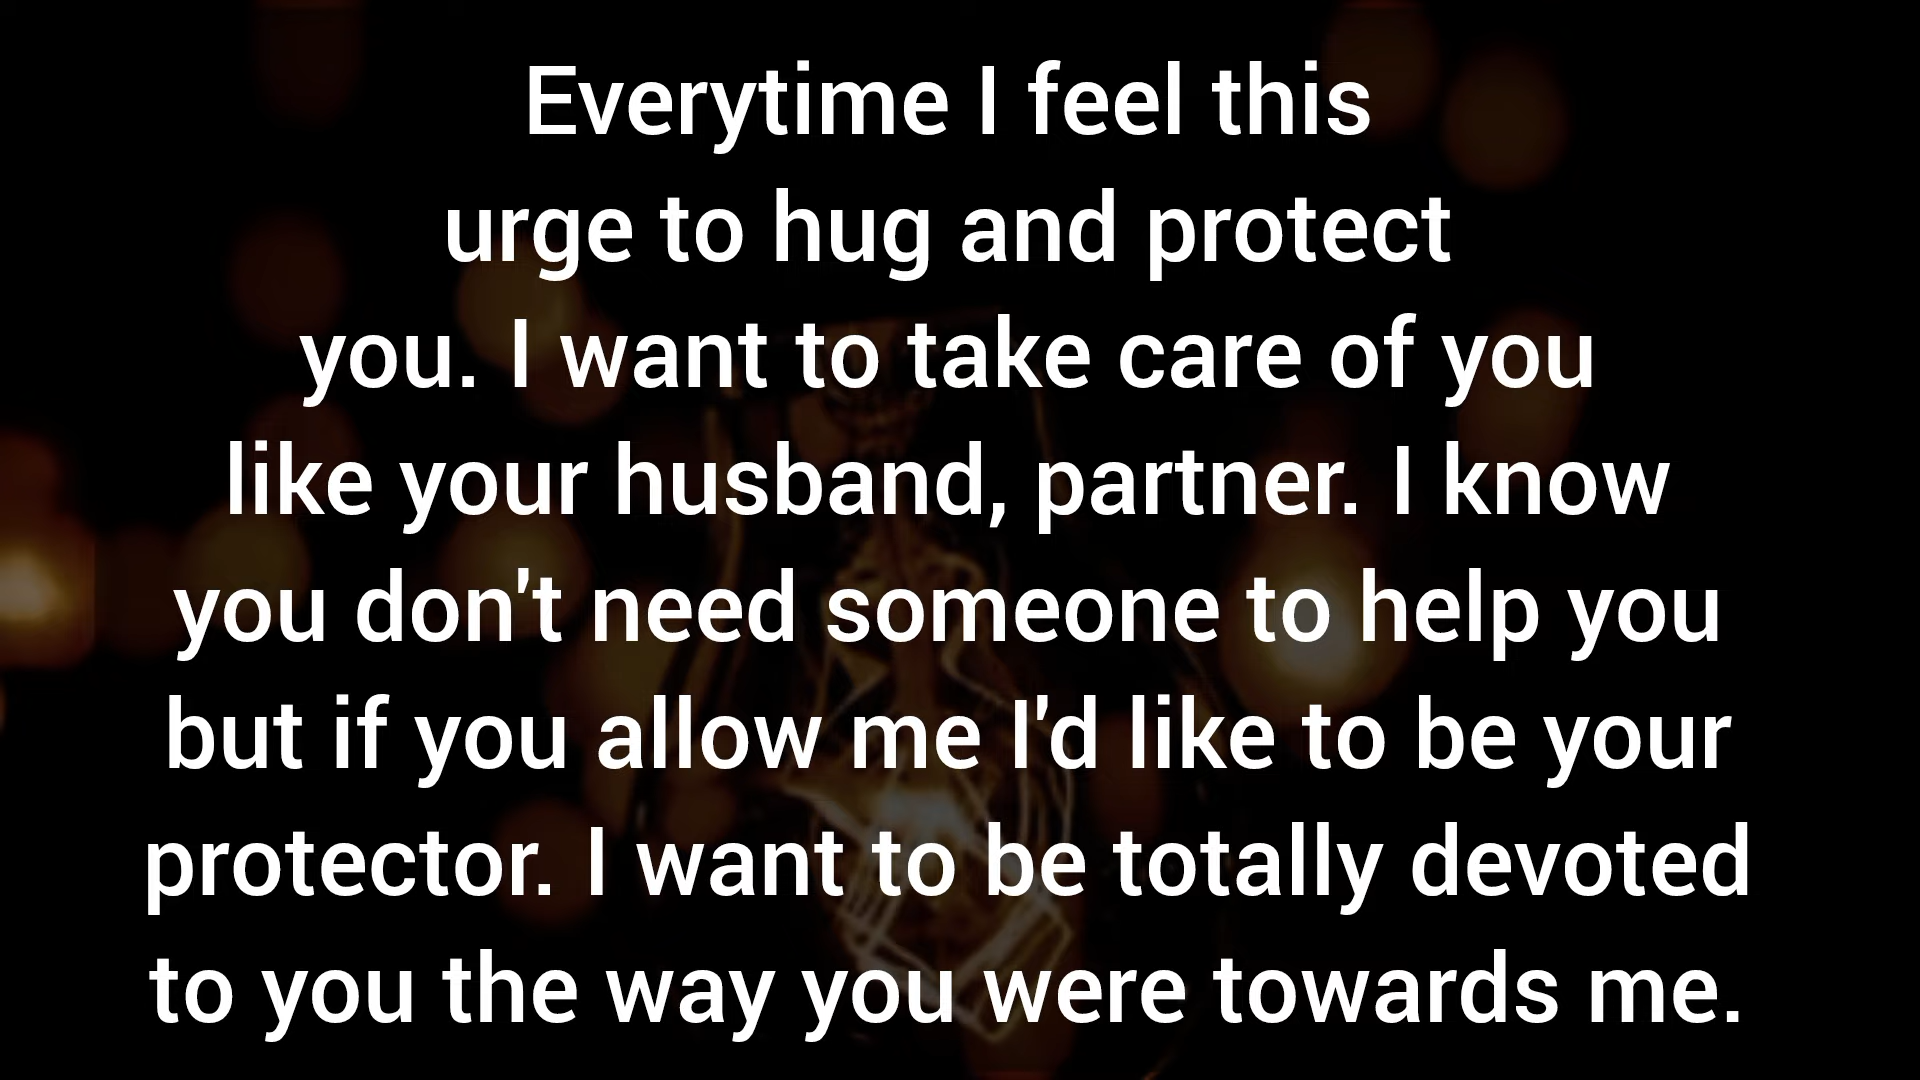 Everytime I feel this
urge to hug and protect
you. I want to take care of you
like your husband, partner. I know
you don't need someone to help you
but if you allow me I'd like to be your
protector. I want to be totally devoted
to you the way you were towards me.